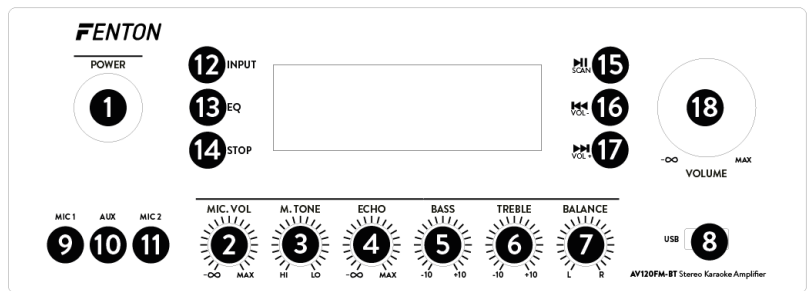 FENTON
POWER
1
12 INPUT
13 EQ
14 STOP
SCAN 15
VOL- 16
VOL + 17
18
-∞ MAX
VOLUME
MIC 1 AUX MIC 2
9 10 11
MIC. VOL M. TONE ECHO BASS TREBLE BALANCE
2 3 4 5 6 7
-∞ MAX HI LO -∞ MAX -10 +10 -10 +10 L R
USB 8
AV120FM-BT Stereo Karaoke Amplifier